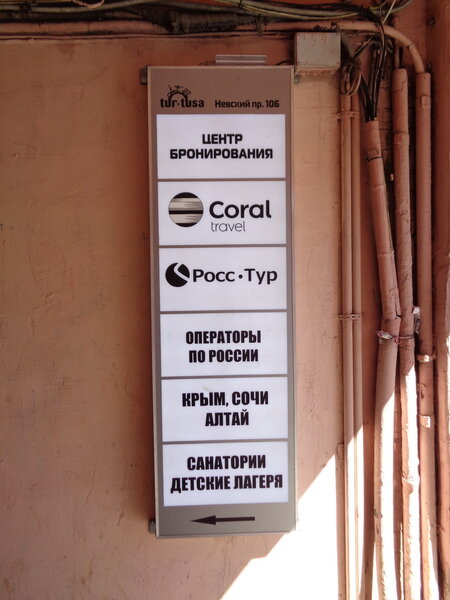 tur-tusa Невский пр. 106
ЦЕНТР
БРОНИРОВАНИЯ
Coral
travel
Росс•Тур
ОПЕРАТОРЫ
ПО РОССИИ
КРЫМ, СОЧИ
АЛТАЙ
САНАТОРИИ
ДЕТСКИЕ ЛАГЕРЯ